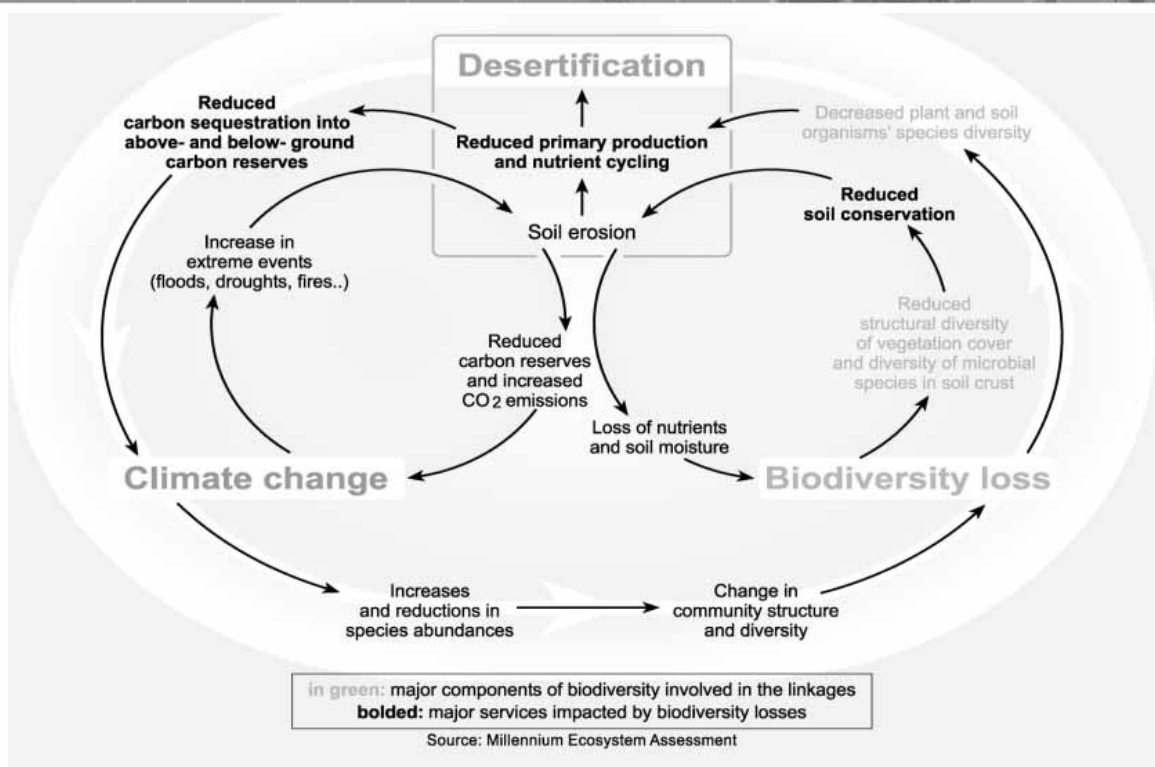 Desertification
Reduced
carbon sequestration into
above- and below- ground
carbon reserves
Reduced primary production
and nutrient cycling
Decreased plant and soil
organisms' species diversity
Reduced
soil conservation
Soil erosion
Increase in
extreme events
(floods, droughts, fires..)
Reduced
structural diversity
of vegetation cover
and diversity of microbial
species in soil crust
Reduced
carbon reserves
and increased
CO2 emissions
Loss of nutrients
and soil moisture
Climate change
Biodiversity loss
Increases
and reductions in
species abundances
Change in
community structure
and diversity
in green: major components of biodiversity involved in the linkages
bolded: major services impacted by biodiversity losses
Source: Millennium Ecosystem Assessment